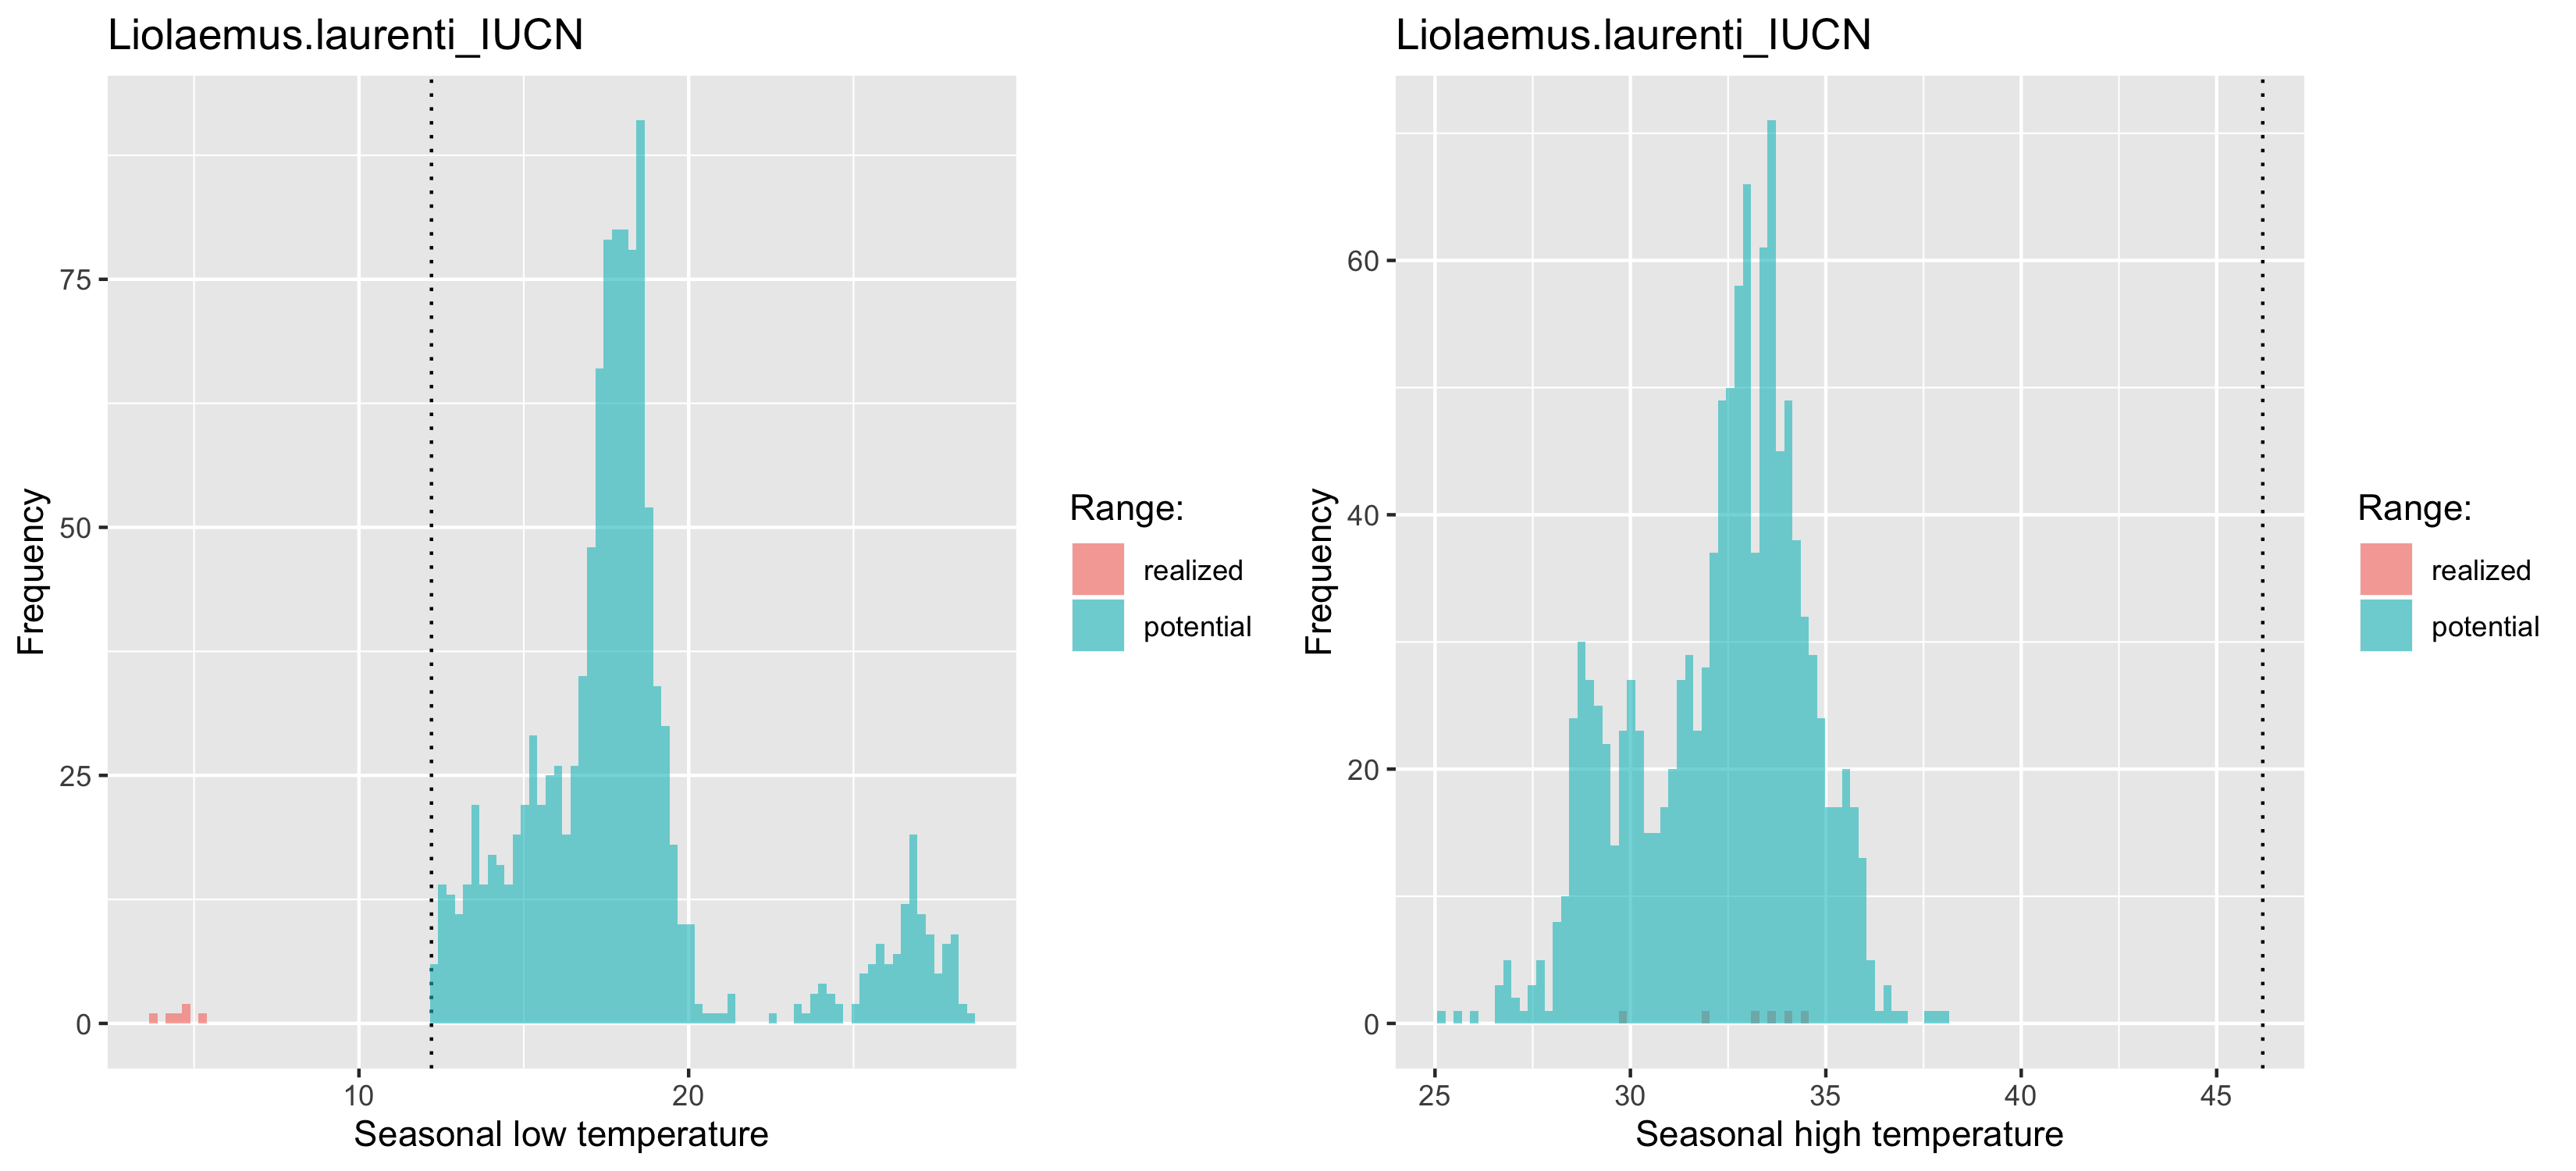 Liolaemus.laurenti_IUCN
Frequency
75
50
25
0
10
20
Seasonal low temperature
Range:
realized
potential
Liolaemus.laurenti_IUCN
Frequency
60
40
20
0
25
30
35
40
45
Seasonal high temperature
Range:
realized
potential